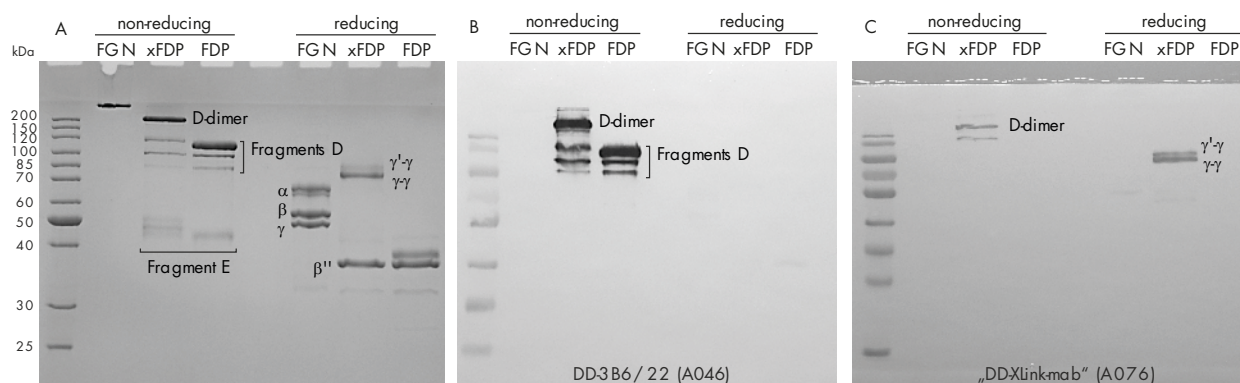 A
non-reducing
reducing
kDa
FGN xFDP FDP
FGN xFDP FDP
200
150
120
100
85
70
60
50
40
30
25
D-dimer
Fragments D
Fragment E
α
β
γ
γ'-γ
γ-γ
β"
B
non-reducing
reducing
FGN xFDP FDP
FGN xFDP FDP
D-dimer
Fragments D
DD-3B6/22 (A046)
C
non-reducing
reducing
FGN xFDP FDP
FGN xFDP FDP
D-dimer
γ'-γ
γ-γ
„DD-XLink-mab“ (A076)